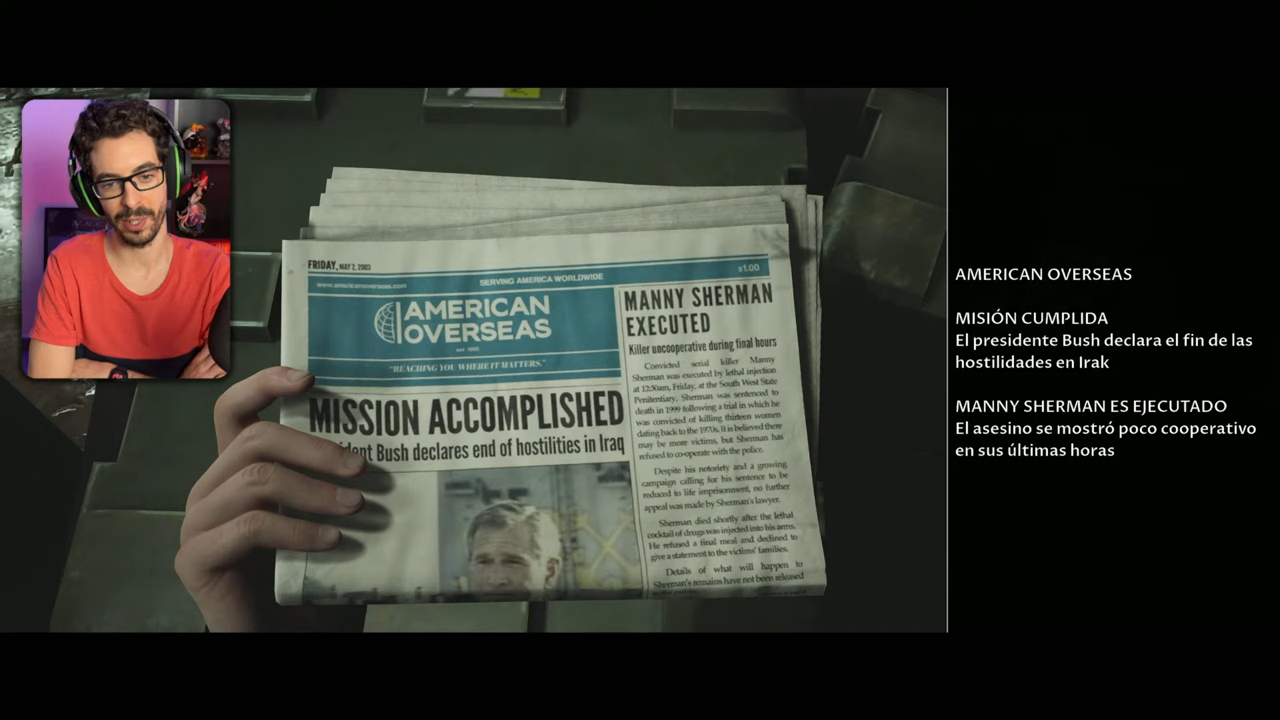 FRIDAY, MAY 2, 2003
www.americanoverseas.com
SERVING AMERICA WORLDWIDE
$1.00
AMERICAN
OVERSEAS
"REACHING YOU WHERE IT MATTERS."
MISSION ACCOMPLISHED
ident Bush declares end of hostilities in Iraq
MANNY SHERMAN
EXECUTED
Killer uncooperative during final hours
Convicted serial killer Manny
Sherman was executed by lethal injection
at 12:30am, Friday, at the South West State
Penitentiary. Sherman was sentenced to
death in 1999 following a trial in which he
was convicted of killing thirteen women
dating back to the 1970s. It is believed there
may be more victims, but Sherman has
refused to co-operate with the police.
Despite his notoriety and a growing
campaign calling for his sentence to be
reduced to life imprisonment, no further
appeal was made by Sherman's lawyer.
Sherman died shortly after the lethal
cocktail of drugs was injected into his arms.
He refused a final meal and declined to
give a statement to the victims' families.
Details of what will happen to
Sherman's remains have not been released
AMERICAN OVERSEAS
MISIÓN CUMPLIDA
El presidente Bush declara el fin de las
hostilidades en Irak
MANNY SHERMAN ES EJECUTADO
El asesino se mostró poco cooperativo
en sus últimas horas